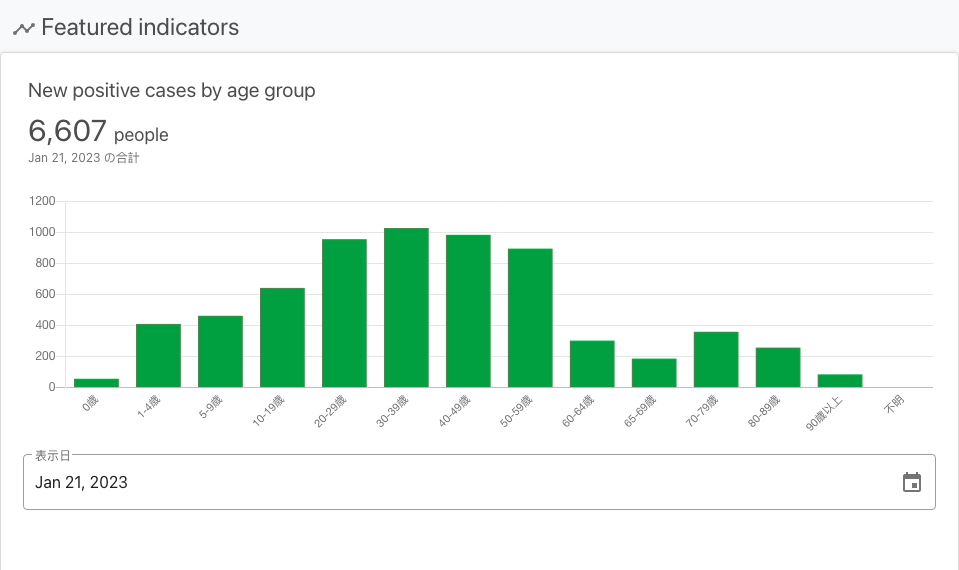 Featured indicators
New positive cases by age group
6,607 people
Jan 21, 2023 の合計
1200
1000
800
600
400
200
0
0歳
1-4歳
5-9歳
10-19歳
20-29歳
30-39歳
40-49歳
50-59歳
60-64歳
65-69歳
70-79歳
80-89歳
90歳以上
不明
表示日
Jan 21, 2023